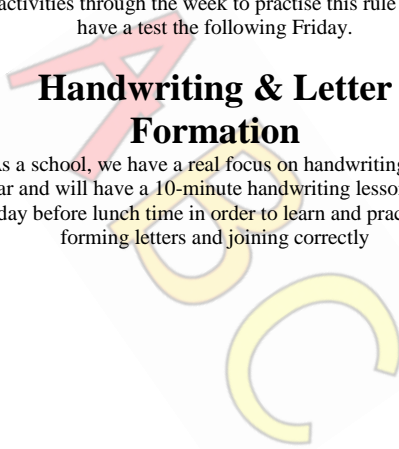 activities through the week to practise this rule
have a test the following Friday.
Handwriting & Letter
Formation
s a school, we have a real focus on handwriting
ar and will have a 10-minute handwriting lesso
day before lunch time in order to learn and prac
forming letters and joining correctly
A
B
C